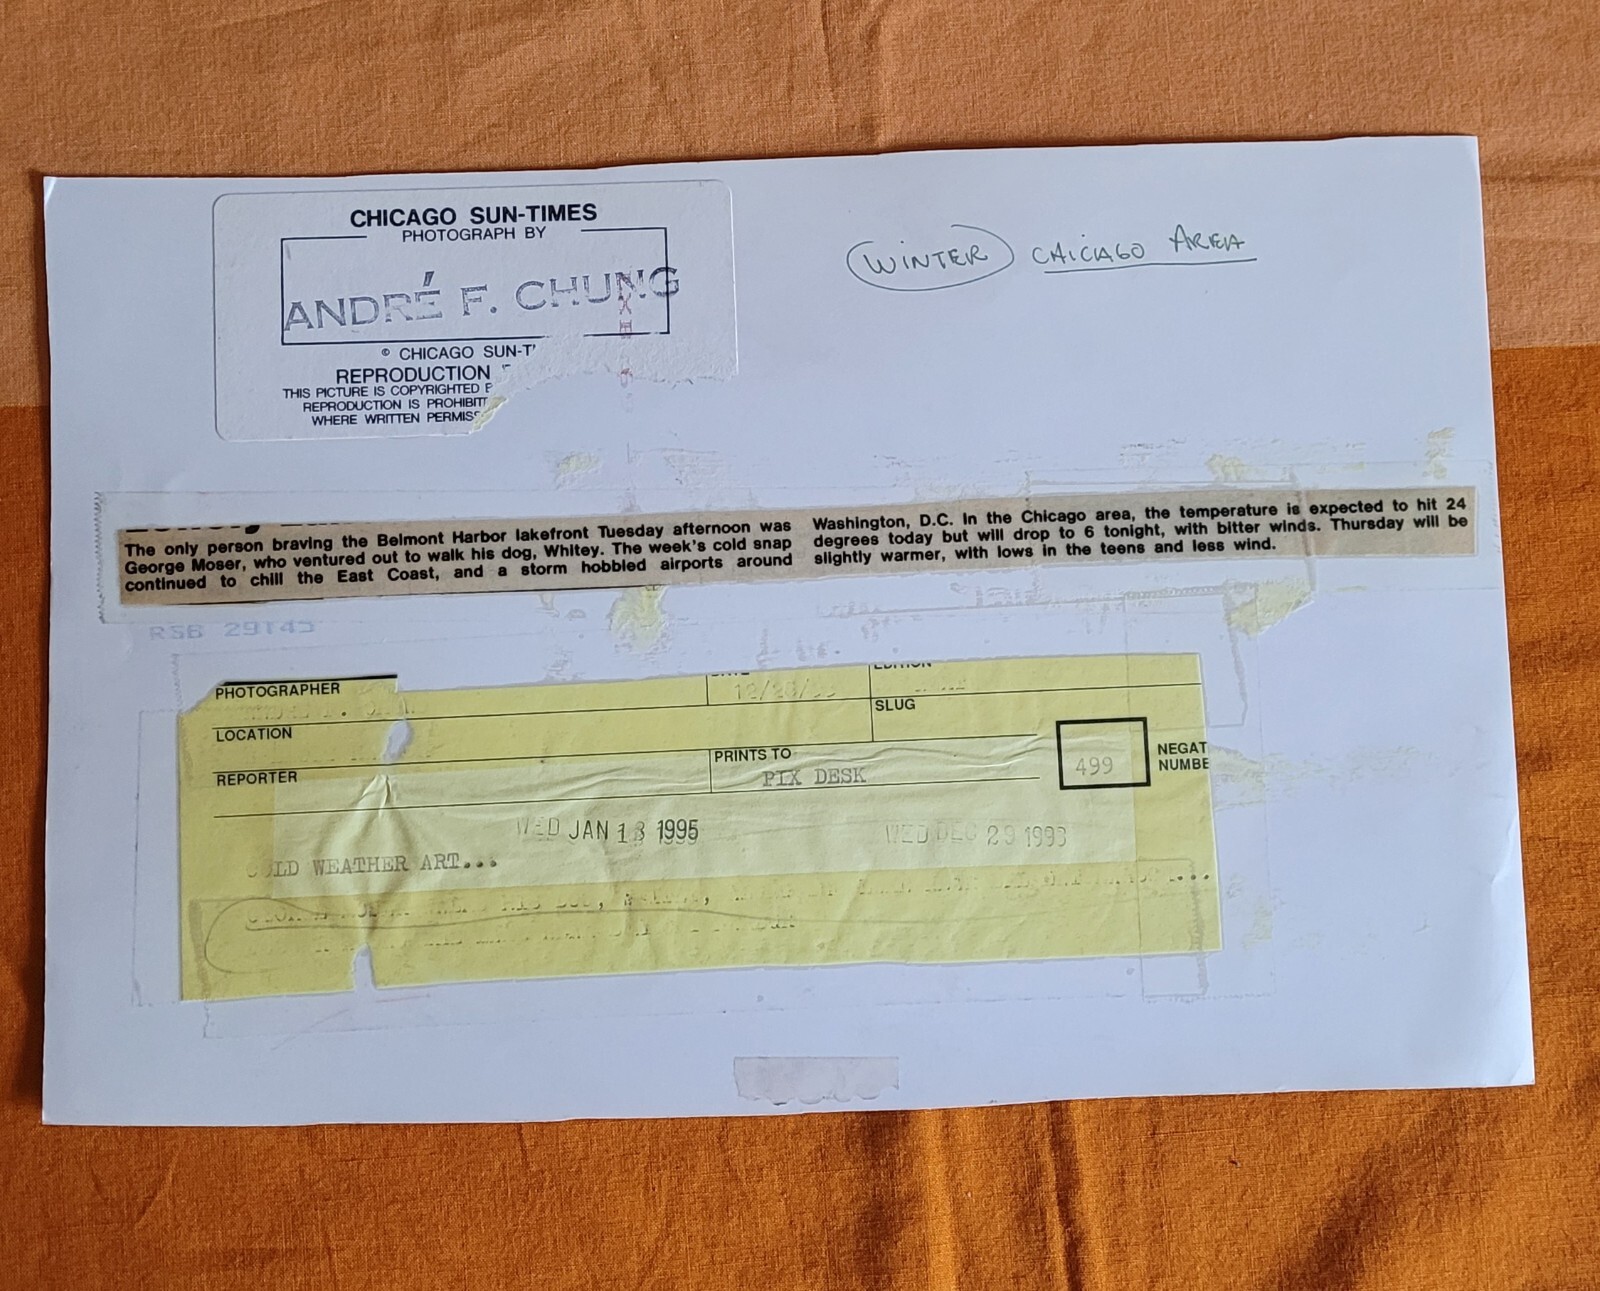 CHICAGO SUN-TIMES
PHOTOGRAPH BY
ANDRÉ F. CHUNG
© CHICAGO SUN-T
REPRODUCTION
THIS PICTURE IS COPYRIGHTED
REPRODUCTION IS PROHIBIT
WHERE WRITTEN PERMISS
WINTER CHICAGO AREA
The only person braving the Belmont Harbor lakefront Tuesday afternoon was
George Moser, who ventured out to walk his dog, Whitey. The week's cold snap
continued to chill the East Coast, and a storm hobbled airports around
Washington, D.C. In the Chicago area, the temperature is expected to hit 24
degrees today but will drop to 6 tonight, with bitter winds. Thursday will be
slightly warmer, with lows in the teens and less wind.
RSB 29145
PHOTOGRAPHER
LOCATION
SLUG
REPORTER
PRINTS TO
PIX DESK
499
NEGAT
NUMBE
WED JAN 18 1995
WED DEC 29 1993
COLD WEATHER ART...